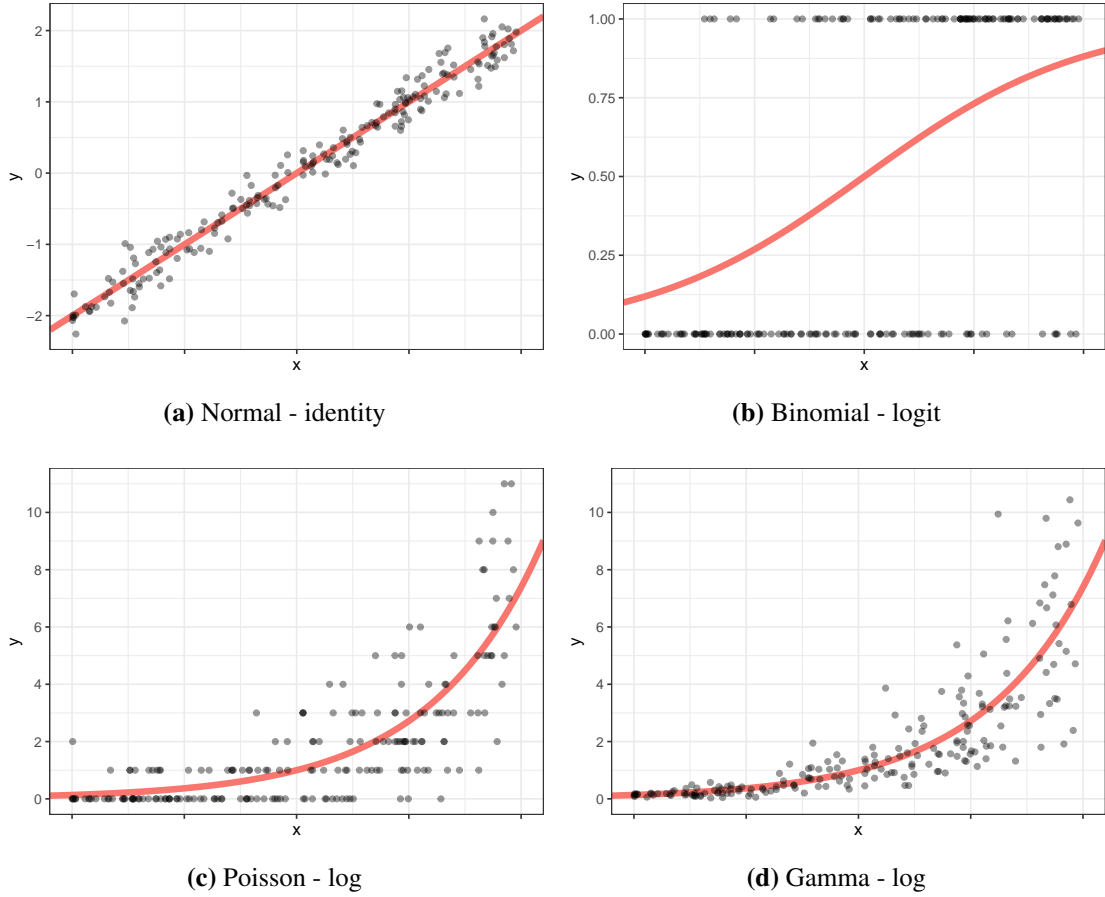 2
1
0
−1
−2
y
x
(a) Normal - identity
1.00
0.75
0.50
0.25
0.00
y
x
(b) Binomial - logit
10
8
6
4
2
0
y
x
(c) Poisson - log
10
8
6
4
2
0
y
x
(d) Gamma - log